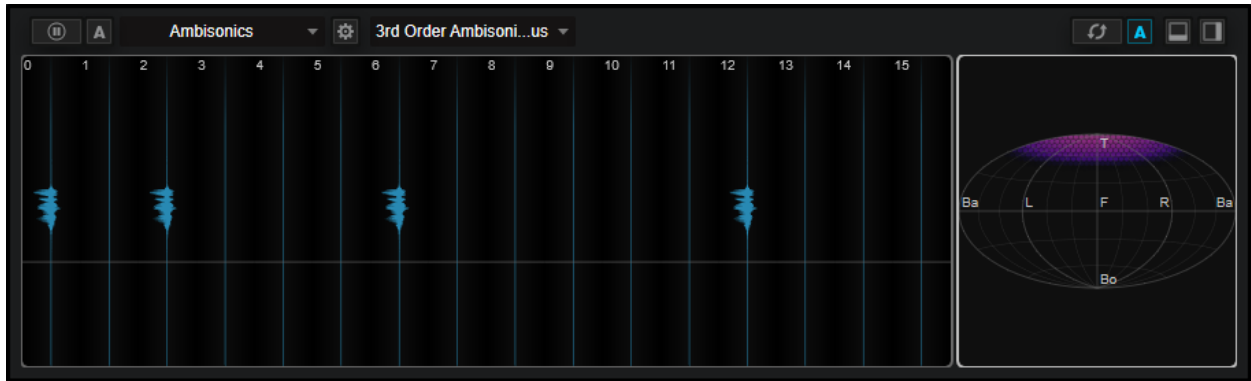 A Ambisonics 3rd Order Ambisoni...us A
0 1 2 3 4 5 6 7 8 9 10 11 12 13 14 15
T
Ba L F R Ba
Bo